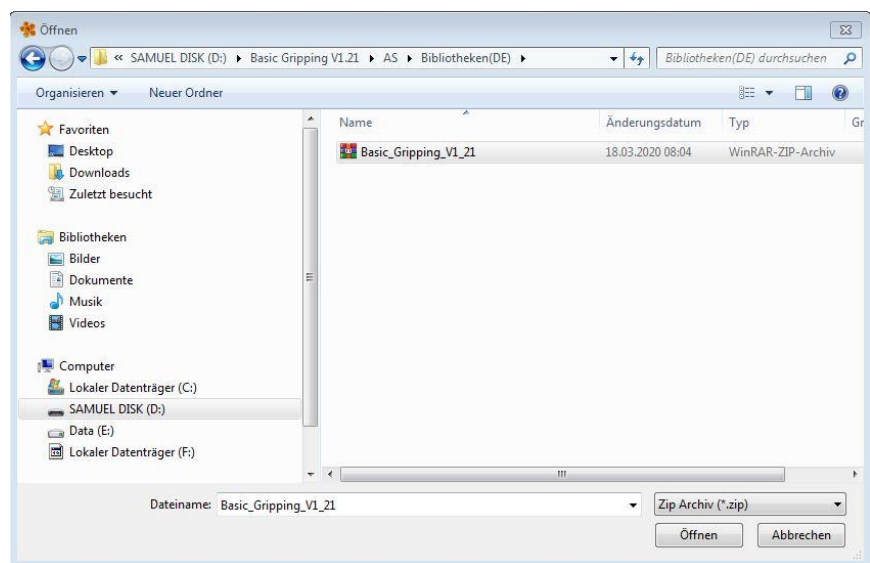 Öffnen
« SAMUEL DISK (D:) ▸ Basic Gripping V1.21 ▸ AS ▸ Bibliotheken(DE) ▸
Bibliotheken(DE) durchsuchen
Organisieren
Neuer Ordner
Favoriten
Desktop
Downloads
Zuletzt besucht
Bibliotheken
Bilder
Dokumente
Musik
Videos
Computer
Lokaler Datenträger (C:)
SAMUEL DISK (D:)
Data (E:)
Lokaler Datenträger (F:)
Name Änderungsdatum Typ Gr
Basic_Gripping_V1_21 18.03.2020 08:04 WinRAR-ZIP-Archiv
Dateiname: Basic_Gripping_V1_21 Zip Archiv (*.zip)
Öffnen Abbrechen